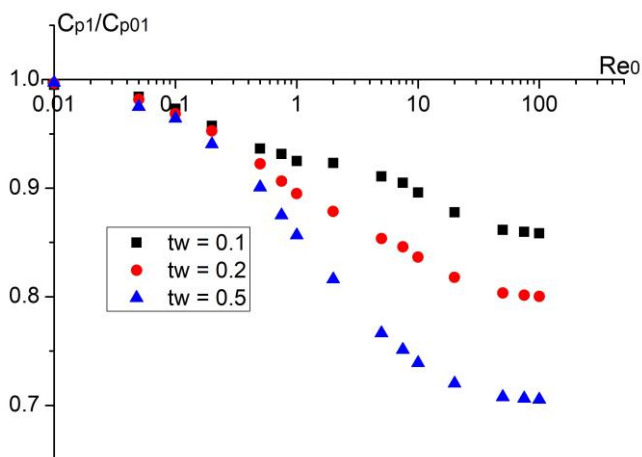 Cp1/Cp01
Re0
1.0
0.01 0.1 1 10 100
0.9
tw = 0.1
tw = 0.2
0.8
tw = 0.5
0.7